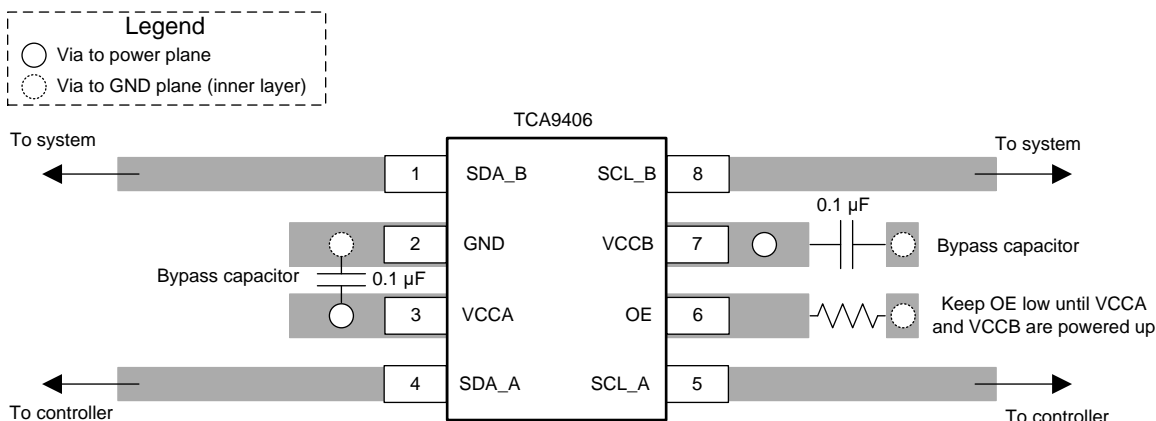 Legend
Via to power plane
Via to GND plane (inner layer)
TCA9406
To system
To system
1
SDA_B
SCL_B
8
0.1 µF
2
GND
VCCB
7
Bypass capacitor
Bypass capacitor
0.1 µF
3
VCCA
OE
6
Keep OE low until VCCA
and VCCB are powered up
4
SDA_A
SCL_A
5
To controller
To controller